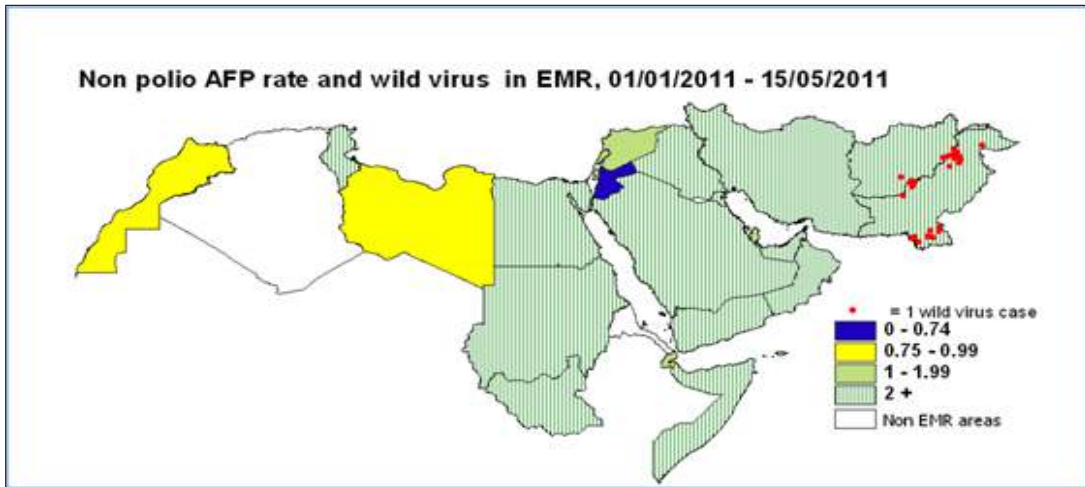 Non polio AFP rate and wild virus in EMR, 01/01/2011 - 15/05/2011
= 1 wild virus case
0 - 0.74
0.75 - 0.99
1 - 1.99
2 +
Non EMR areas